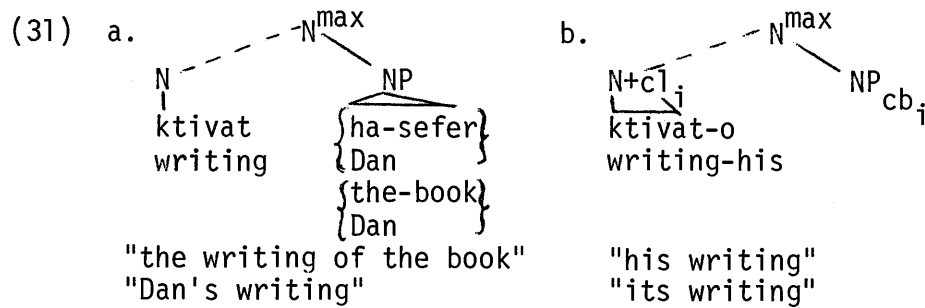 (31) a. N^max b. N^max
N NP N+cl_i NP_cb_i
ktivat {ha-sefer} ktivat-o
writing {Dan} writing-his
{the-book}
{Dan}
"the writing of the book" "his writing"
"Dan's writing" "its writing"